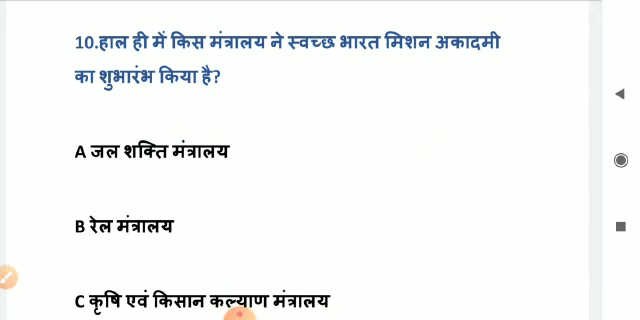 10.हाल ही में किस मंत्रालय ने स्वच्छ भारत मिशन अकादमी
का शुभारंभ किया है?
A जल शक्ति मंत्रालय
B रेल मंत्रालय
C कृषि एवं किसान कल्याण मंत्रालय